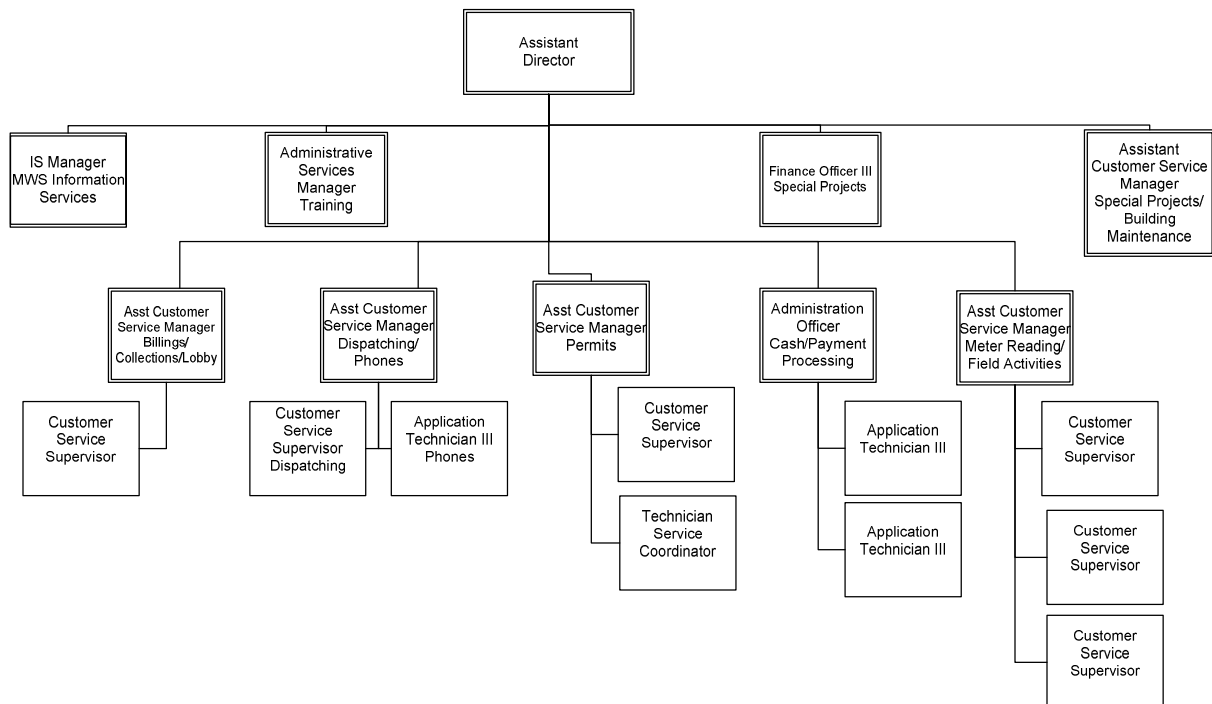 Assistant
Director
IS Manager
MWS Information
Services
Administrative
Services
Manager
Training
Finance Officer III
Special Projects
Assistant
Customer Service
Manager
Special Projects/
Building
Maintenance
Asst Customer
Service Manager
Billings/
Collections/Lobby
Asst Customer
Service Manager
Dispatching/
Phones
Asst Customer
Service Manager
Permits
Administration
Officer
Cash/Payment
Processing
Asst Customer
Service Manager
Meter Reading/
Field Activities
Customer
Service
Supervisor
Customer
Service
Supervisor
Dispatching
Application
Technician III
Phones
Customer
Service
Supervisor
Application
Technician III
Customer
Service
Supervisor
Technician
Service
Coordinator
Application
Technician III
Customer
Service
Supervisor
Customer
Service
Supervisor